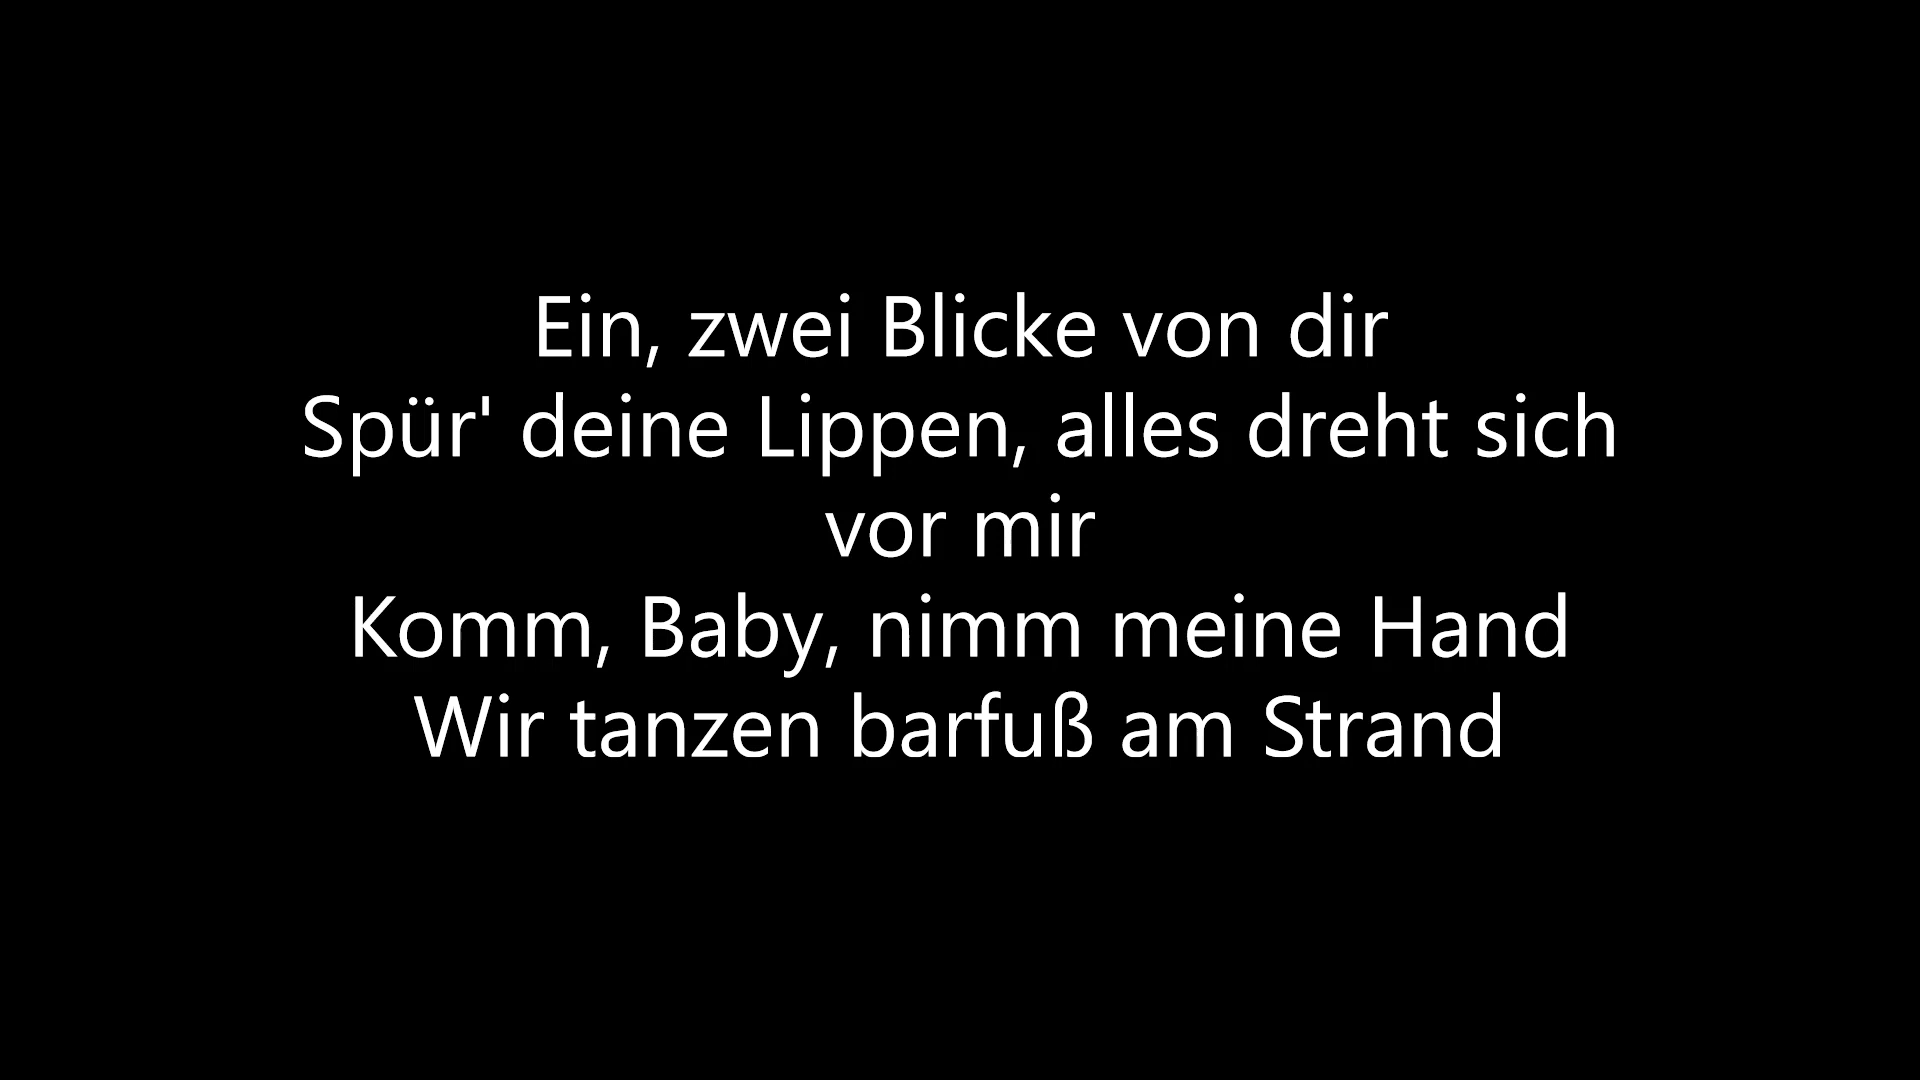 Ein, zwei Blicke von dir
Spür' deine Lippen, alles dreht sich
vor mir
Komm, Baby, nimm meine Hand
Wir tanzen barfuß am Strand